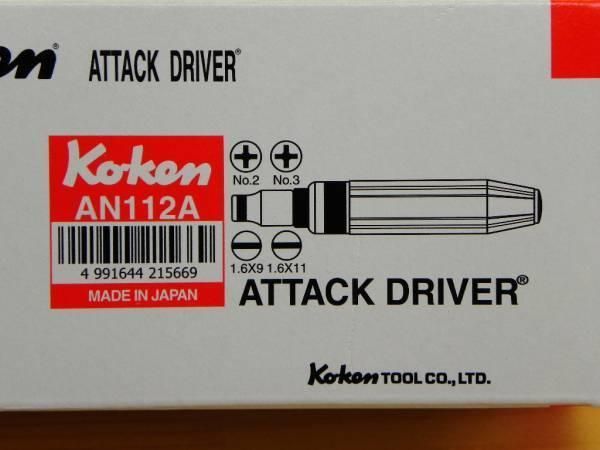 ATTACK DRIVER®
Koken
AN112A
4 991644 215669
MADE IN JAPAN
No.2 No.3
1.6X9 1.6X11
ATTACK DRIVER®
Koken TOOL CO., LTD.